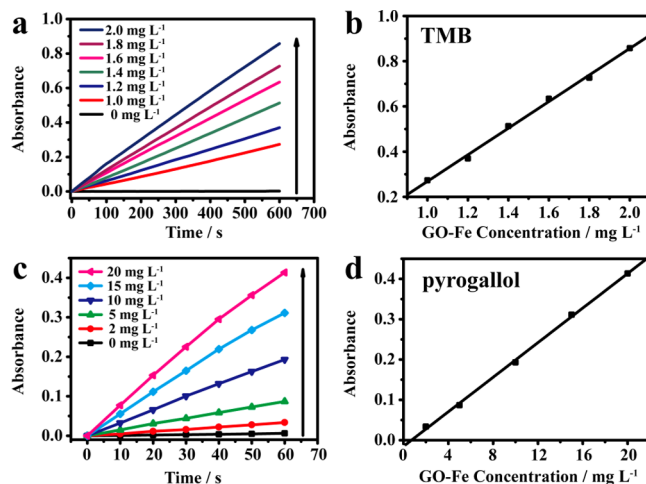 a
1.0
0.8
0.6
0.4
0.2
0.0
Absorbance
2.0 mg L⁻¹
1.8 mg L⁻¹
1.6 mg L⁻¹
1.4 mg L⁻¹
1.2 mg L⁻¹
1.0 mg L⁻¹
0 mg L⁻¹
0 100 200 300 400 500 600 700
Time / s
b
TMB
0.8
0.6
0.4
0.2
Absorbance
1.0 1.2 1.4 1.6 1.8 2.0
GO-Fe Concentration / mg L⁻¹
c
0.4
0.3
0.2
0.1
0.0
Absorbance
20 mg L⁻¹
15 mg L⁻¹
10 mg L⁻¹
5 mg L⁻¹
2 mg L⁻¹
0 mg L⁻¹
0 10 20 30 40 50 60 70
Time / s
d
pyrogallol
0.4
0.3
0.2
0.1
0.0
Absorbance
4 8 12 16 20
GO-Fe Concentration / mg L⁻¹